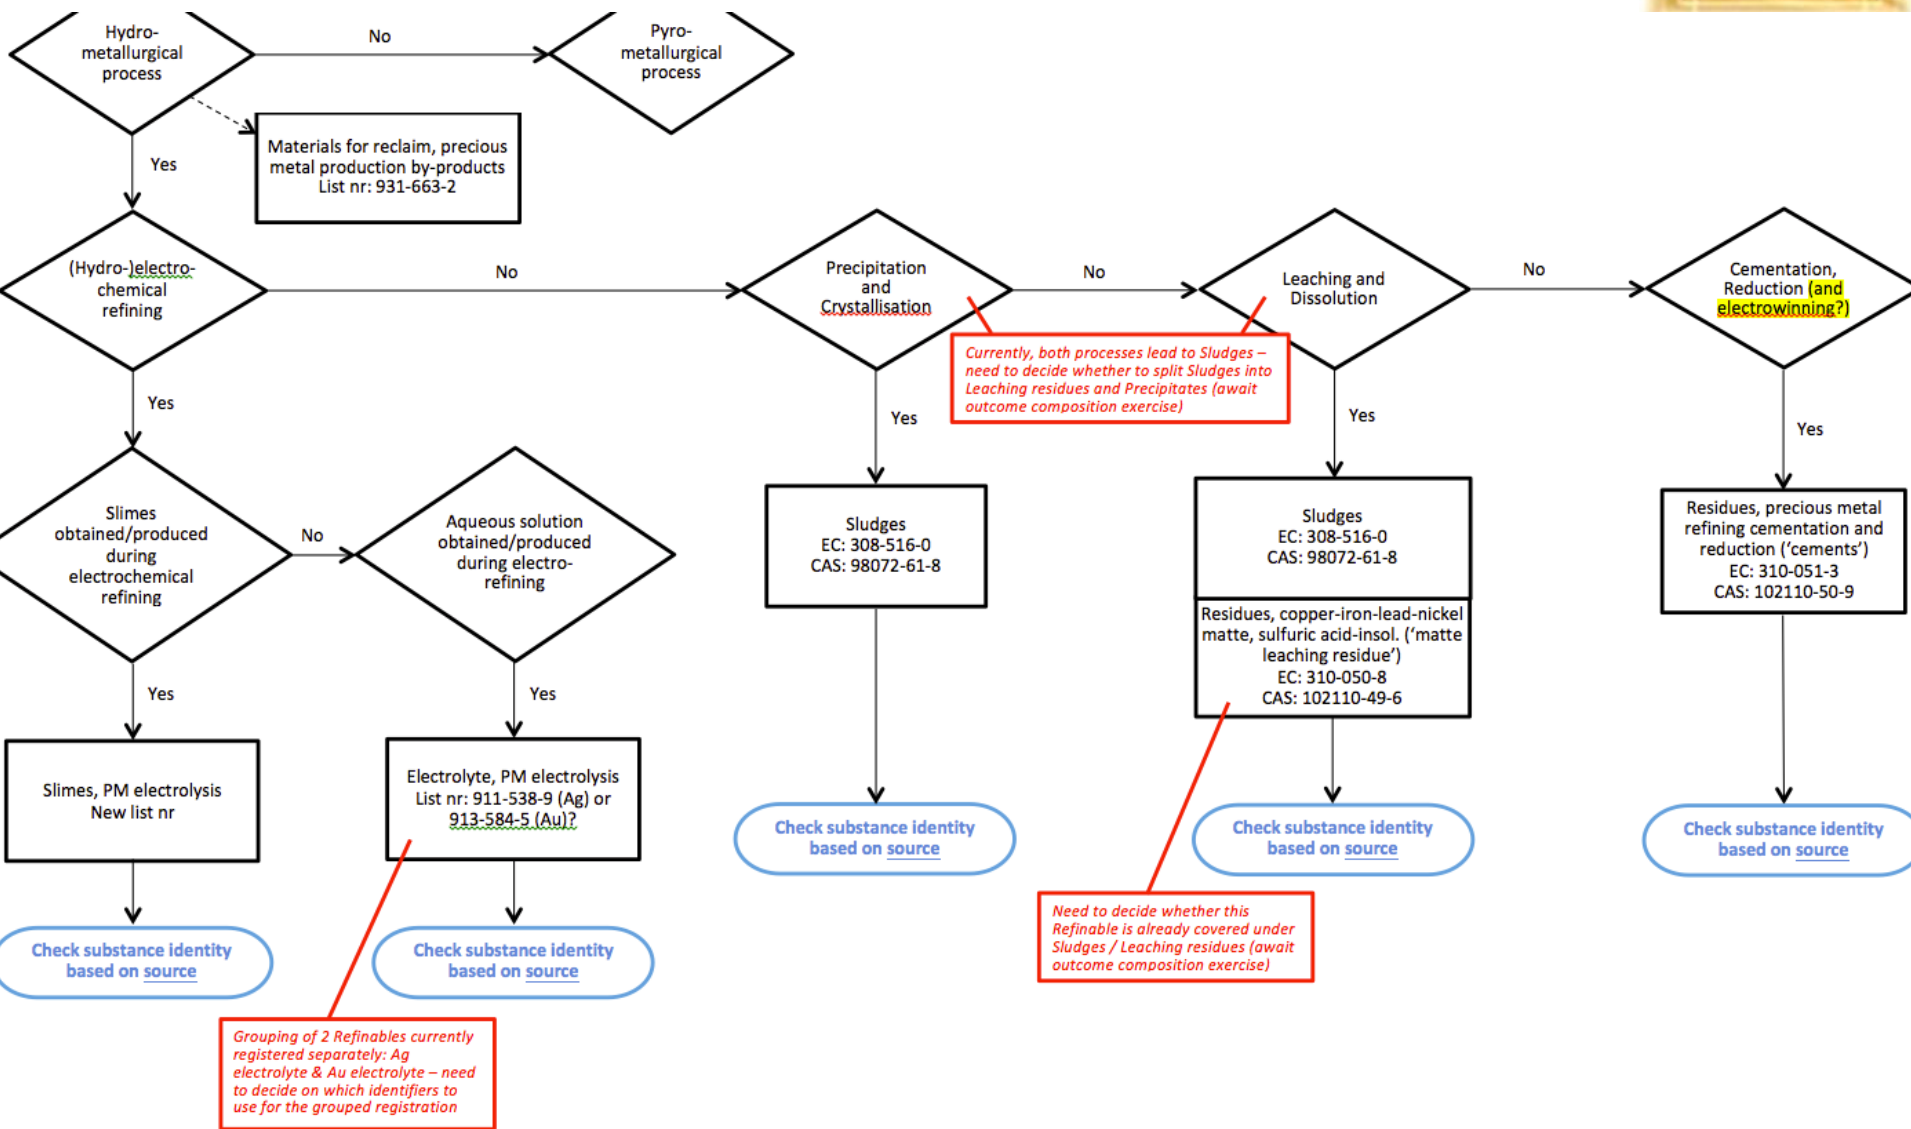 Hydro-
metallurgical
process
No
Pyro-
metallurgical
process
Materials for reclaim, precious
metal production by-products
List nr: 931-663-2
Yes
(Hydro-)electro-
chemical
refining
No
Precipitation
and
Crystallisation
No
Leaching and
Dissolution
No
Cementation,
Reduction (and
electrowinning?)
Currently, both processes lead to Sludges –
need to decide whether to split Sludges into
Leaching residues and Precipitates (await
outcome composition exercise)
Yes
Yes
Yes
Yes
Slimes
obtained/produced
during
electrochemical
refining
No
Aqueous solution
obtained/produced
during electro-
refining
Sludges
EC: 308-516-0
CAS: 98072-61-8
Sludges
EC: 308-516-0
CAS: 98072-61-8
Residues, copper-iron-lead-nickel
matte, sulfuric acid-insol. (‘matte
leaching residue’)
EC: 310-050-8
CAS: 102110-49-6
Residues, precious metal
refining cementation and
reduction (‘cements’)
EC: 310-051-3
CAS: 102110-50-9
Yes
Yes
Slimes, PM electrolysis
New list nr
Electrolyte, PM electrolysis
List nr: 911-538-9 (Ag) or
913-584-5 (Au)?
Check substance identity
based on source
Check substance identity
based on source
Check substance identity
based on source
Check substance identity
based on source
Check substance identity
based on source
Need to decide whether this
Refinable is already covered under
Sludges / Leaching residues (await
outcome composition exercise)
Grouping of 2 Refinables currently
registered separately: Ag
electrolyte & Au electrolyte – need
to decide on which identifiers to
use for the grouped registration